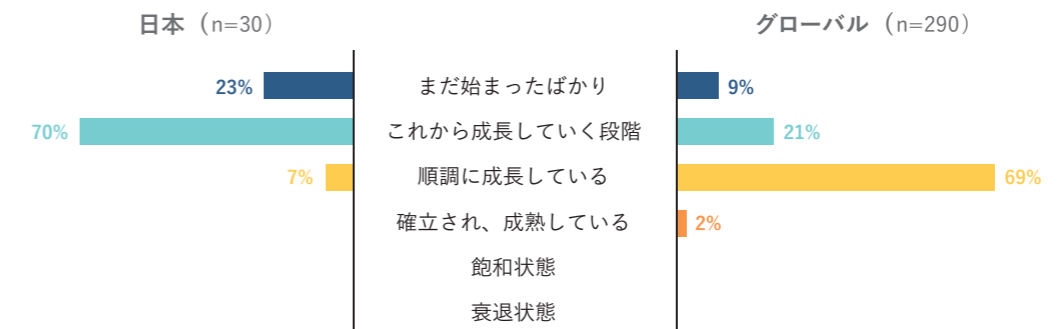 日本（n=30） グローバル（n=290）
23% まだ始まったばかり 9%
70% これから成長していく段階 21%
7% 順調に成長している 69%
確立され、成熟している 2%
飽和状態
衰退状態